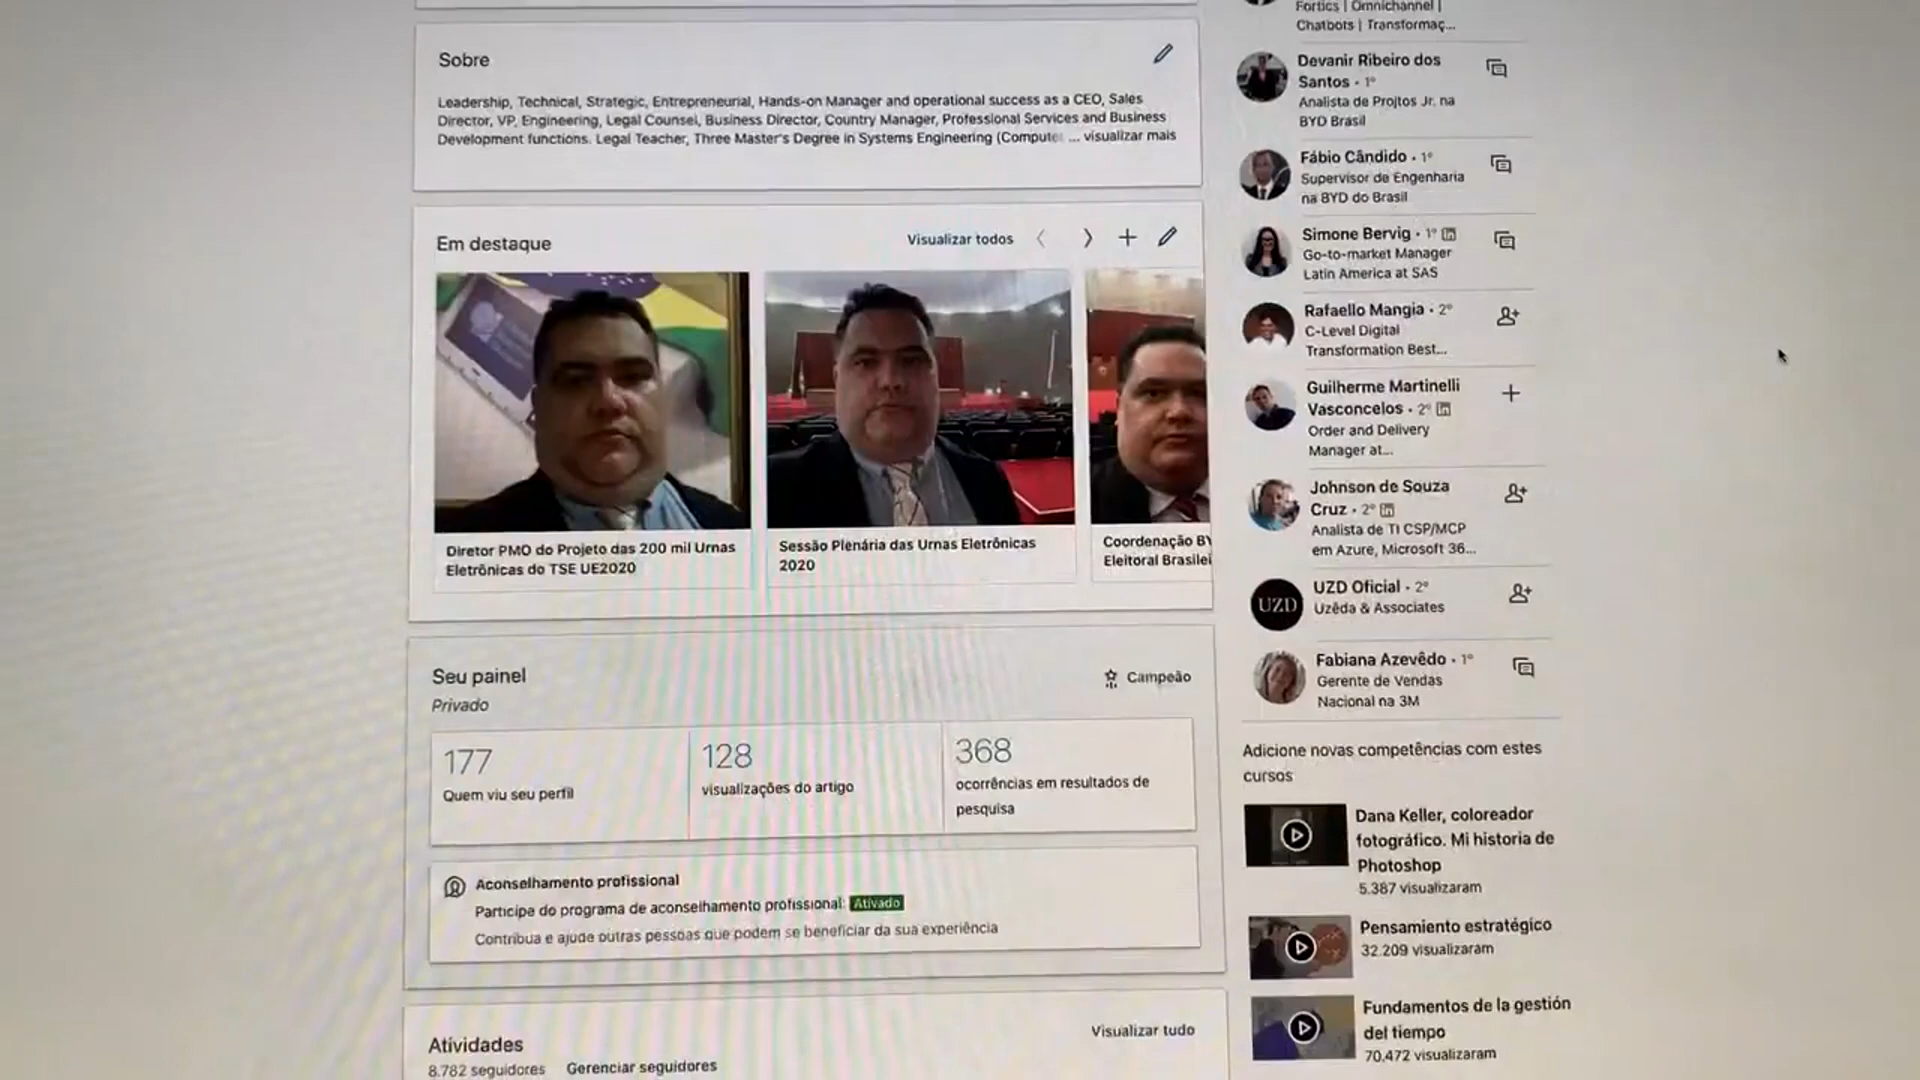 Sobre
Leadership, Technical, Strategic, Entrepreneurial, Hands-on Manager and operational success as a CEO, Sales
Director, VP, Engineering, Legal Counsel, Business Director, Country Manager, Professional Services and Business
Development functions. Legal Teacher, Three Master's Degree in Systems Engineering (Compute ... visualizar mais
Em destaque
Visualizar todos
Diretor PMO do Projeto das 200 mil Urnas
Eletrônicas do TSE UE2020
Sessão Plenária das Urnas Eletrônicas
2020
Coordenação BY
Eleitoral Brasilei
Seu painel
Campeão
Privado
177
Quem viu seu perfil
128
visualizações do artigo
368
ocorrências em resultados de
pesquisa
Aconselhamento profissional
Participe do programa de aconselhamento profissional: Ativado
Contribua e ajude outras pessoas que podem se beneficiar da sua experiência
Atividades
Visualizar tudo
8.782 seguidores Gerenciar seguidores
Fortics | Omnichannel |
Chatbots | Transformaç...
Devanir Ribeiro dos
Santos • 1º
Analista de Projtos Jr. na
BYD Brasil
Fábio Cândido • 1º
Supervisor de Engenharia
na BYD do Brasil
Simone Bervig • 1º in
Go-to-market Manager
Latin America at SAS
Rafaello Mangia • 2º
C-Level Digital
Transformation Best...
Guilherme Martinelli
Vasconcelos • 2º in
Order and Delivery
Manager at...
Johnson de Souza
Cruz • 2º in
Analista de TI CSP/MCP
em Azure, Microsoft 36...
UZD
UZD Oficial • 2º
Uzêda & Associates
Fabiana Azevêdo • 1º
Gerente de Vendas
Nacional na 3M
Adicione novas competências com estes
cursos
Dana Keller, coloreador
fotográfico. Mi historia de
Photoshop
5.387 visualizaram
Pensamiento estratégico
32.209 visualizaram
Fundamentos de la gestión
del tiempo
70.472 visualizaram